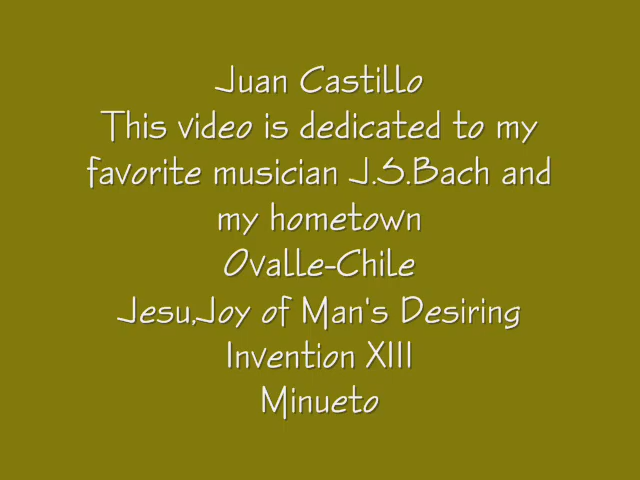 Juan Castillo
This video is dedicated to my
favorite musician J.S.Bach and
my hometown
Ovalle-Chile
Jesu,Joy of Man's Desiring
Invention XIII
Minueto